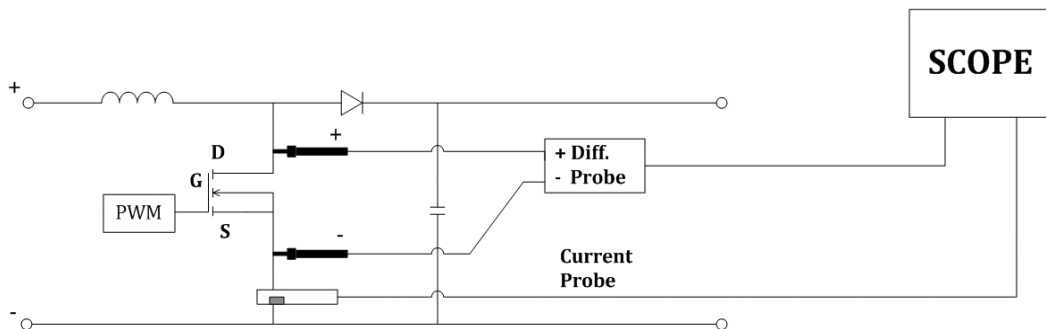 SCOPE
+
+
D
+ Diff.
- Probe
G
PWM
S
-
Current
Probe
-